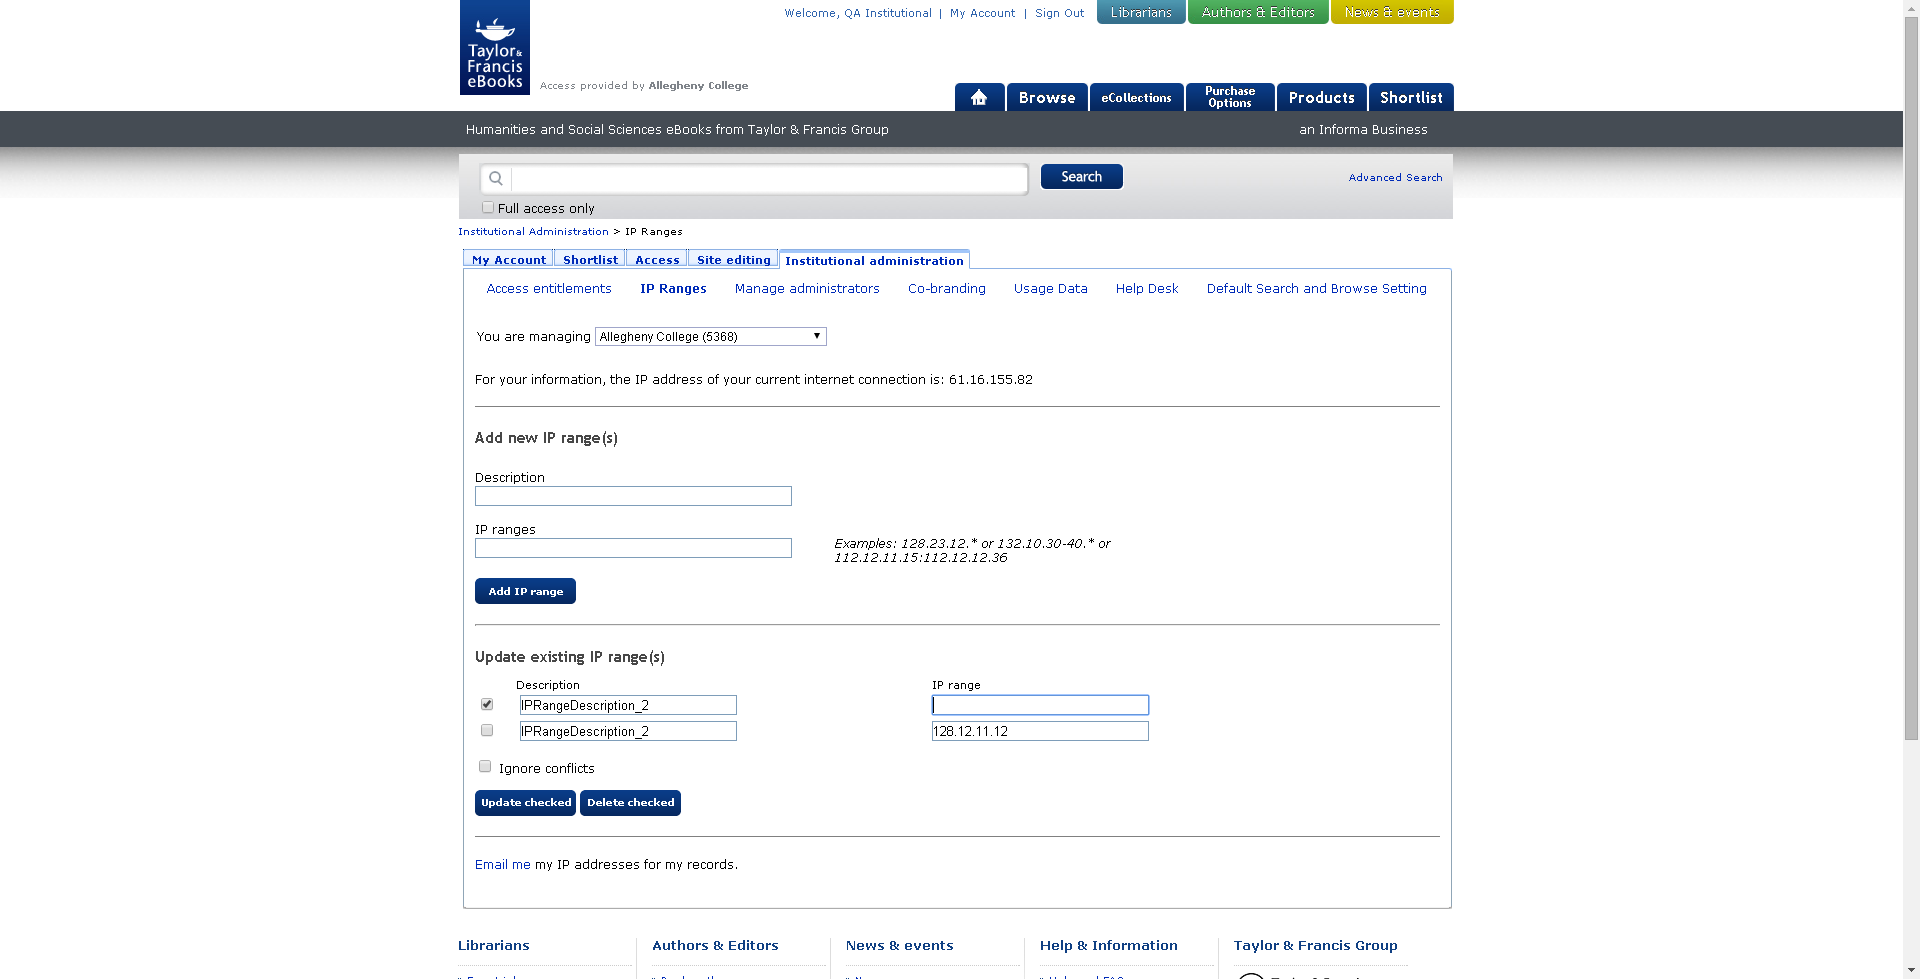 Welcome, QA Institutional | My Account | Sign Out
Librarians
Authors & Editors
News & events
Taylor &
Francis
eBooks
Access provided by Allegheny College
Browse
eCollections
Purchase
Options
Products
Shortlist
Humanities and Social Sciences eBooks from Taylor & Francis Group
an Informa Business
Search
Advanced Search
Full access only
Institutional Administration > IP Ranges
My Account
Shortlist
Access
Site editing
Institutional administration
Access entitlements
IP Ranges
Manage administrators
Co-branding
Usage Data
Help Desk
Default Search and Browse Setting
You are managing Allegheny College (5368)
For your information, the IP address of your current internet connection is: 61.16.155.82
Add new IP range(s)
Description
IP ranges
Examples: 128.23.12.* or 132.10.30-40.* or
112.12.11.15:112.12.12.36
Add IP range
Update existing IP range(s)
Description
IP range
IPRangeDescription_2
IPRangeDescription_2
128.12.11.12
Ignore conflicts
Update checked
Delete checked
Email me my IP addresses for my records.
Librarians
Authors & Editors
News & events
Help & Information
Taylor & Francis Group